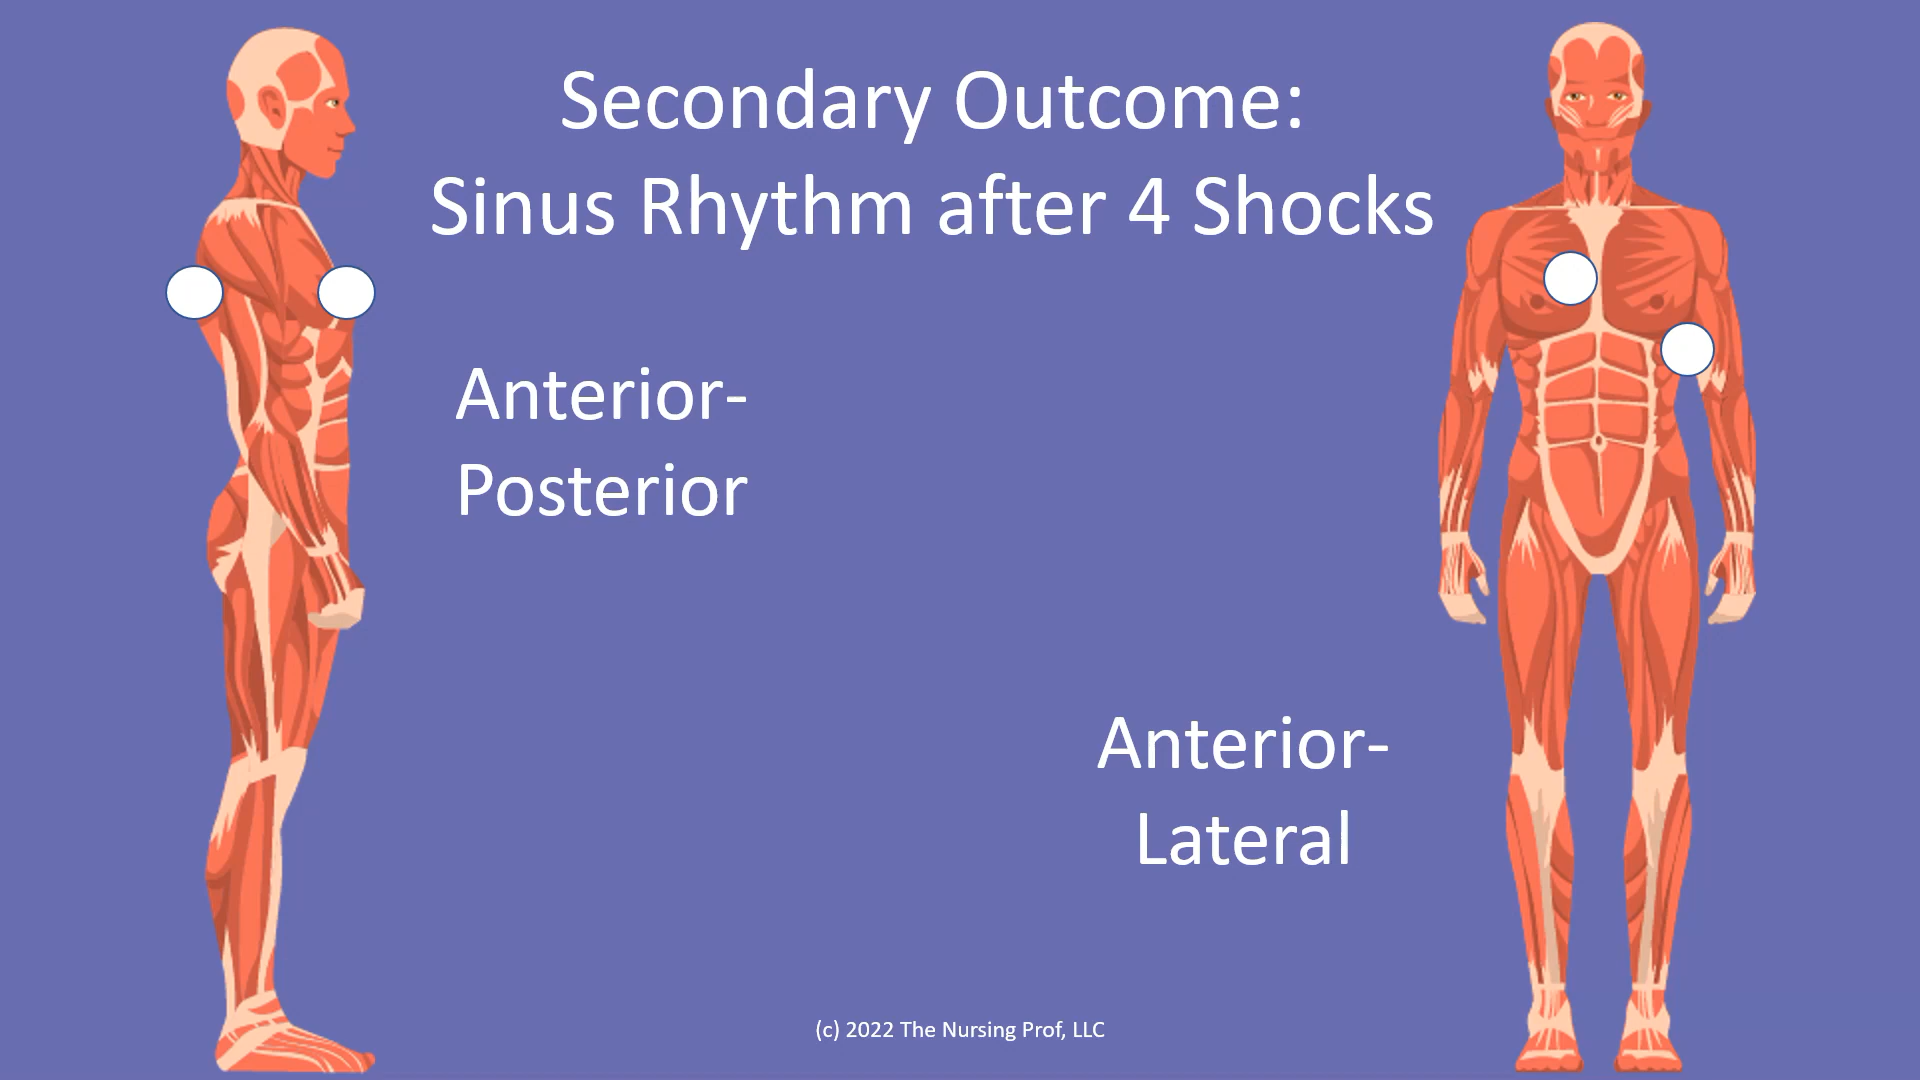 Secondary Outcome:
Sinus Rhythm after 4 Shocks
Anterior-
Posterior
Anterior-
Lateral
(c) 2022 The Nursing Prof, LLC